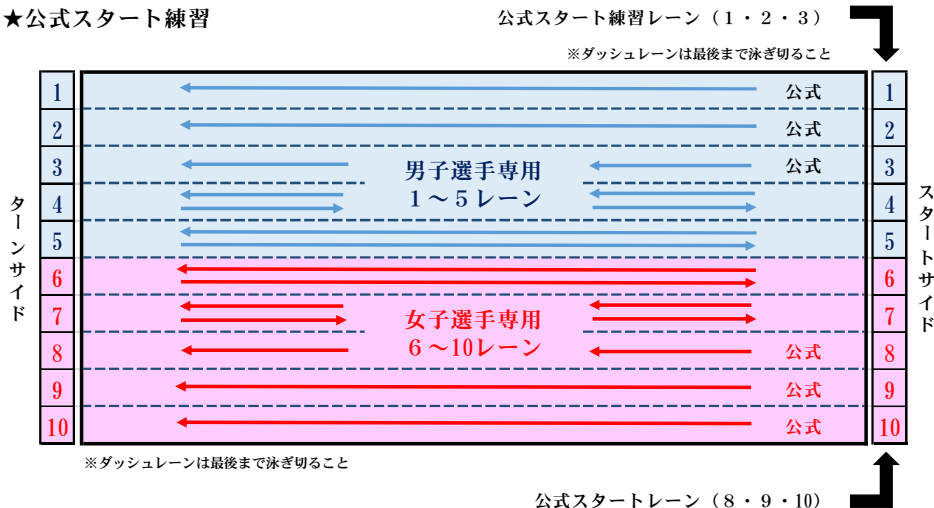 ★公式スタート練習
公式スタート練習レーン（１・２・３）
※ダッシュレーンは最後まで泳ぎ切ること
1 公式 1
2 公式 2
3 公式 3
男子選手専用
１～５レーン
4 4
5 5
6 6
7 7
女子選手専用
６～10レーン
8 公式 8
9 公式 9
10 公式 10
ターンサイド
スタートサイド
※ダッシュレーンは最後まで泳ぎ切ること
公式スタートレーン（８・９・10）